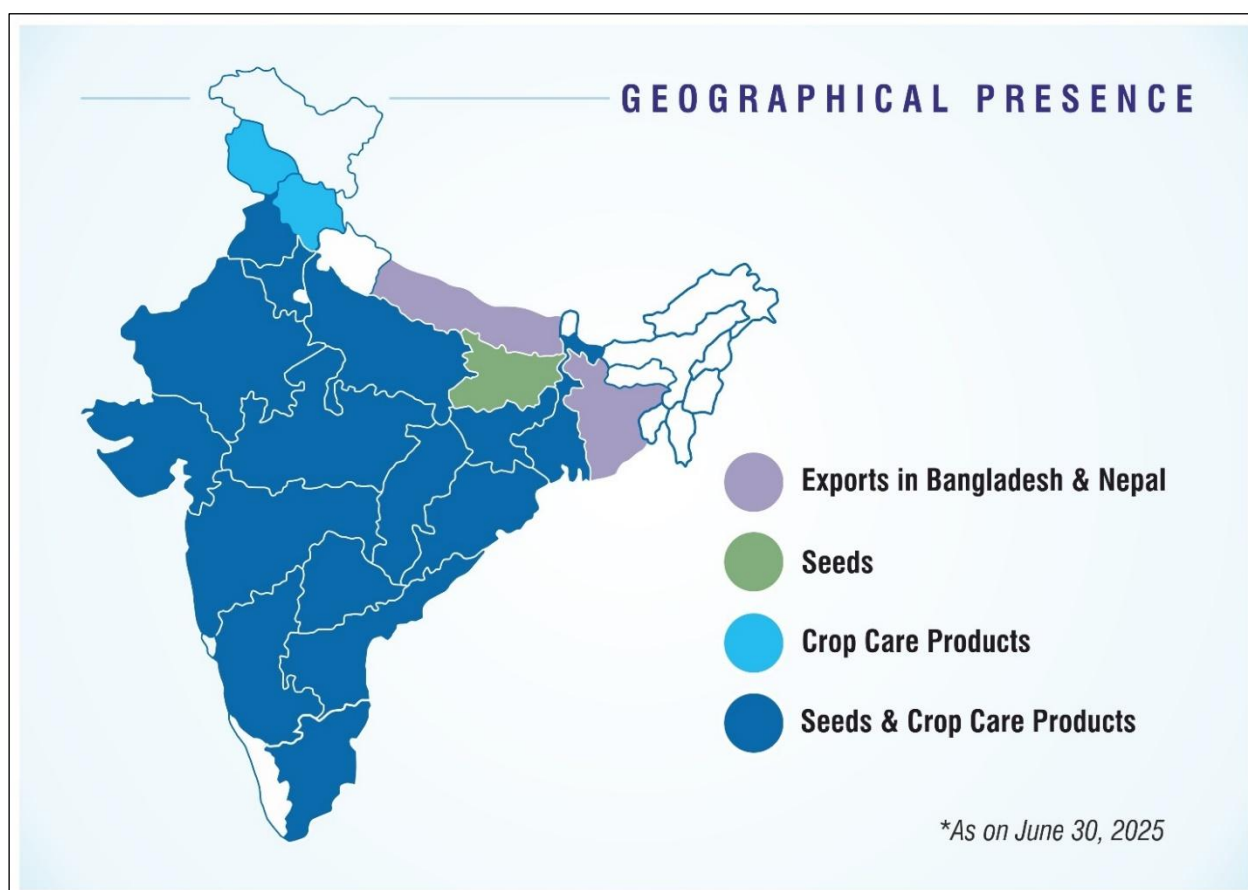 GEOGRAPHICAL PRESENCE
Exports in Bangladesh & Nepal
Seeds
Crop Care Products
Seeds & Crop Care Products
*As on June 30, 2025